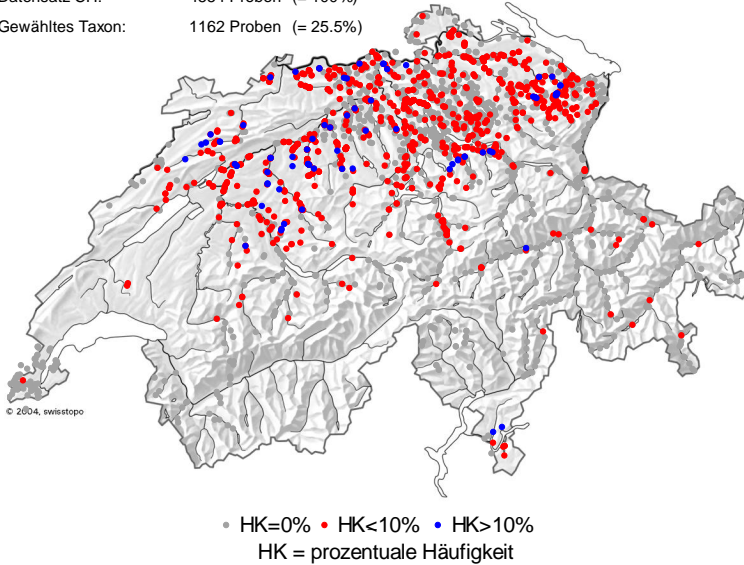 Gewähltes Taxon: 1162 Proben (= 25.5%)
© 2004, swisstopo
HK=0% HK<10% HK>10%
HK = prozentuale Häufigkeit